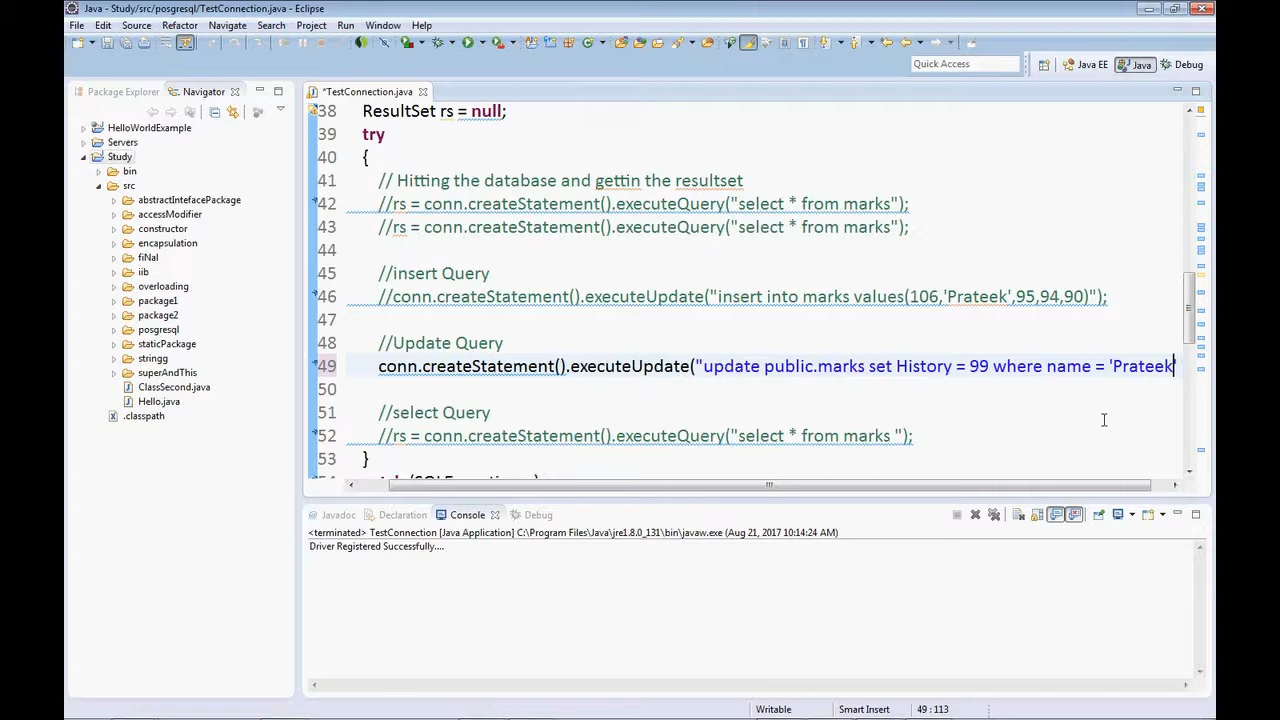 Java - Study/src/posgresql/TestConnection.java - Eclipse
File Edit Source Refactor Navigate Search Project Run Window Help
Quick Access Java EE Java Debug
Package Explorer Navigator
HelloWorldExample
Servers
Study
bin
src
abstractIntefacePackage
accessModifier
constructor
encapsulation
fiNal
iib
overloading
package1
package2
posgresql
staticPackage
stringg
superAndThis
ClassSecond.java
Hello.java
.classpath
*TestConnection.java
38 ResultSet rs = null;
39 try
40 {
41 // Hitting the database and gettin the resultset
42 //rs = conn.createStatement().executeQuery("select * from marks");
43 //rs = conn.createStatement().executeQuery("select * from marks");
44
45 //insert Query
46 //conn.createStatement().executeUpdate("insert into marks values(106,'Prateek',95,94,90)");
47
48 //Update Query
49 conn.createStatement().executeUpdate("update public.marks set History = 99 where name = 'Prateek'
50
51 //select Query
52 //rs = conn.createStatement().executeQuery("select * from marks ");
53 }
Javadoc Declaration Console Debug
<terminated> TestConnection [Java Application] C:\Program Files\Java\jre1.8.0_131\bin\javaw.exe (Aug 21, 2017 10:14:24 AM)
Driver Registered Successfully....
Writable Smart Insert 49 : 113